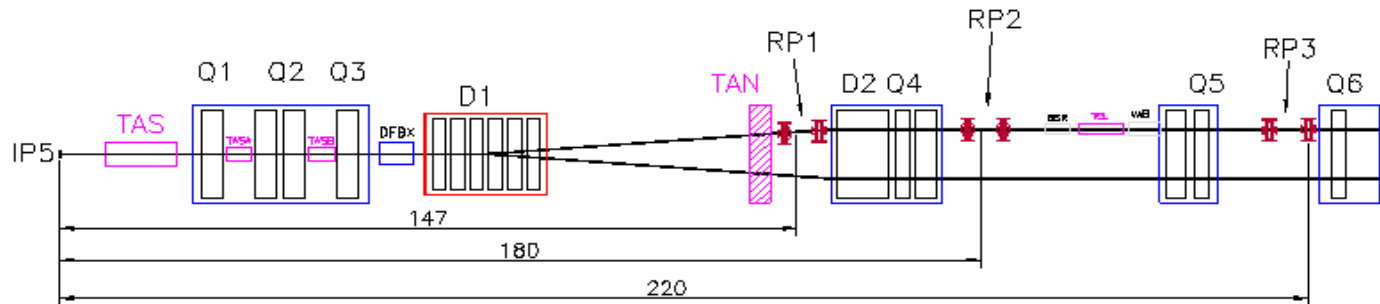 RP2
RP1
RP3
Q1 Q2 Q3
D1
TAN
D2 Q4
Q5
Q6
TAS
TASA
TASB
DFBX
IP5
147
180
220